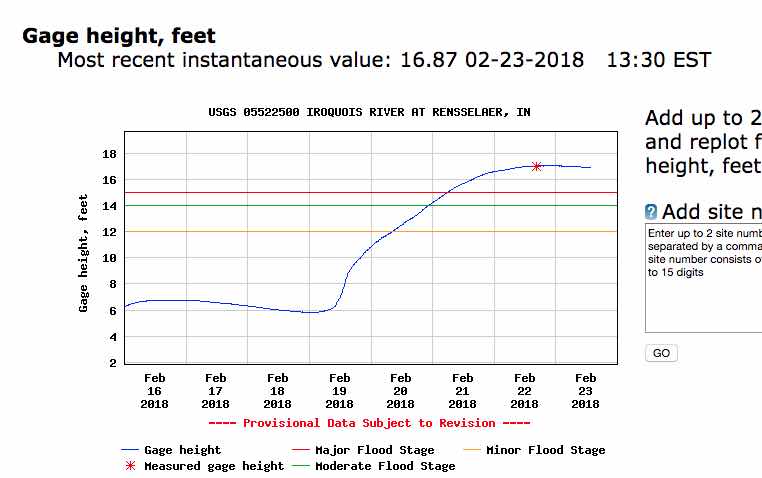 Gage height, feet
Most recent instantaneous value: 16.87 02-23-2018 13:30 EST
USGS 05522500 IROQUOIS RIVER AT RENSSELAER, IN
Gage height, feet
18
16
14
12
10
8
6
4
2
Feb 16 2018
Feb 17 2018
Feb 18 2018
Feb 19 2018
Feb 20 2018
Feb 21 2018
Feb 22 2018
Feb 23 2018
---- Provisional Data Subject to Revision ----
Gage height
Major Flood Stage
Minor Flood Stage
Measured gage height
Moderate Flood Stage
Add up to 2
and replot f
height, feet
? Add site n
Enter up to 2 site numb
separated by a comma
site number consists o
to 15 digits
GO